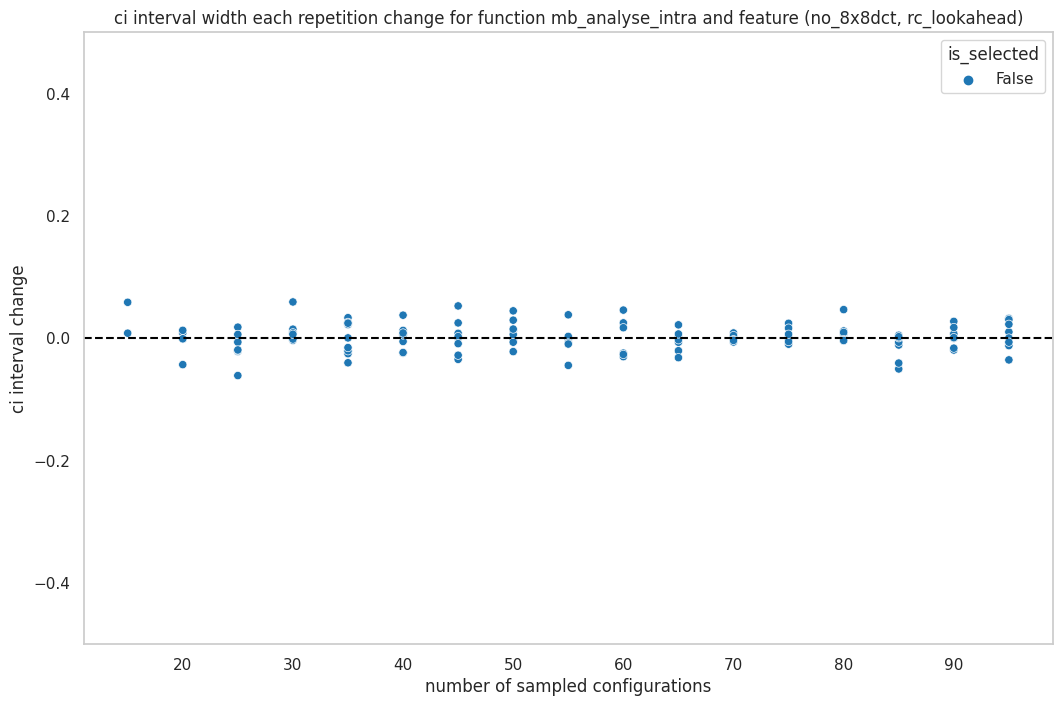 ci interval width each repetition change for function mb_analyse_intra and feature (no_8x8dct, rc_lookahead)
is_selected
False
ci interval change
0.4
0.2
0.0
−0.2
−0.4
20 30 40 50 60 70 80 90
number of sampled configurations